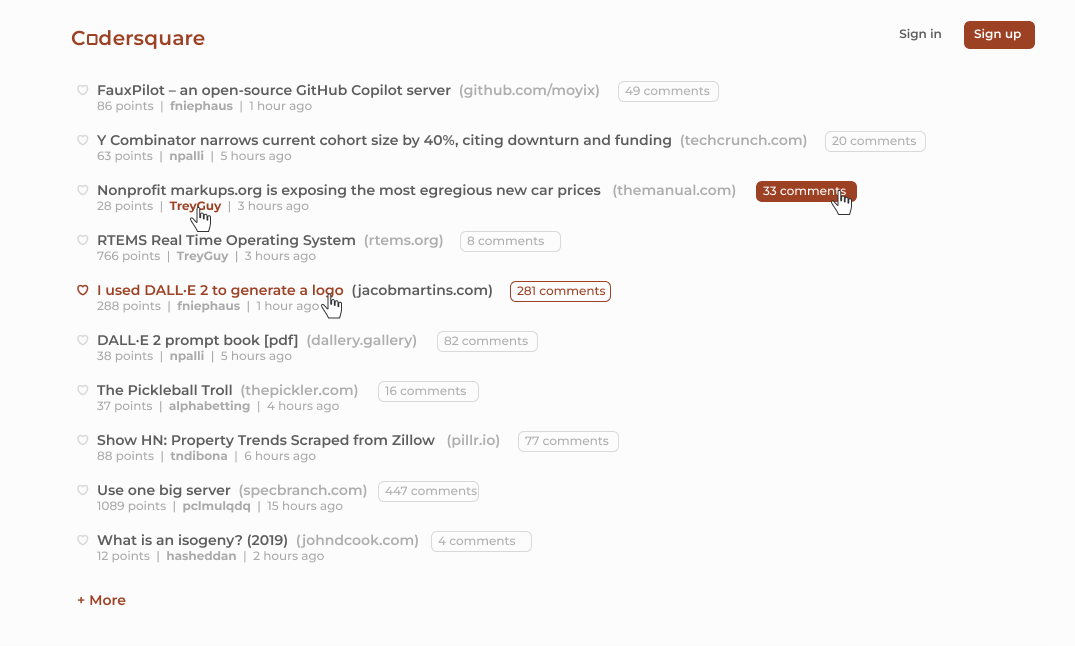 C□dersquare
Sign in
Sign up
FauxPilot – an open-source GitHub Copilot server (github.com/moyix) 49 comments
86 points | fniephaus | 1 hour ago
Y Combinator narrows current cohort size by 40%, citing downturn and funding (techcrunch.com) 20 comments
63 points | npalli | 5 hours ago
Nonprofit markups.org is exposing the most egregious new car prices (themanual.com) 33 comments
28 points | TreyGuy | 3 hours ago
RTEMS Real Time Operating System (rtems.org) 8 comments
766 points | TreyGuy | 3 hours ago
I used DALL·E 2 to generate a logo (jacobmartins.com) 281 comments
288 points | fniephaus | 1 hour ago
DALL·E 2 prompt book [pdf] (dallery.gallery) 82 comments
38 points | npalli | 5 hours ago
The Pickleball Troll (thepickler.com) 16 comments
37 points | alphabetting | 4 hours ago
Show HN: Property Trends Scraped from Zillow (pillr.io) 77 comments
88 points | tndibona | 6 hours ago
Use one big server (specbranch.com) 447 comments
1089 points | pclmulqdq | 15 hours ago
What is an isogeny? (2019) (johndcook.com) 4 comments
12 points | hasheddan | 2 hours ago
+ More